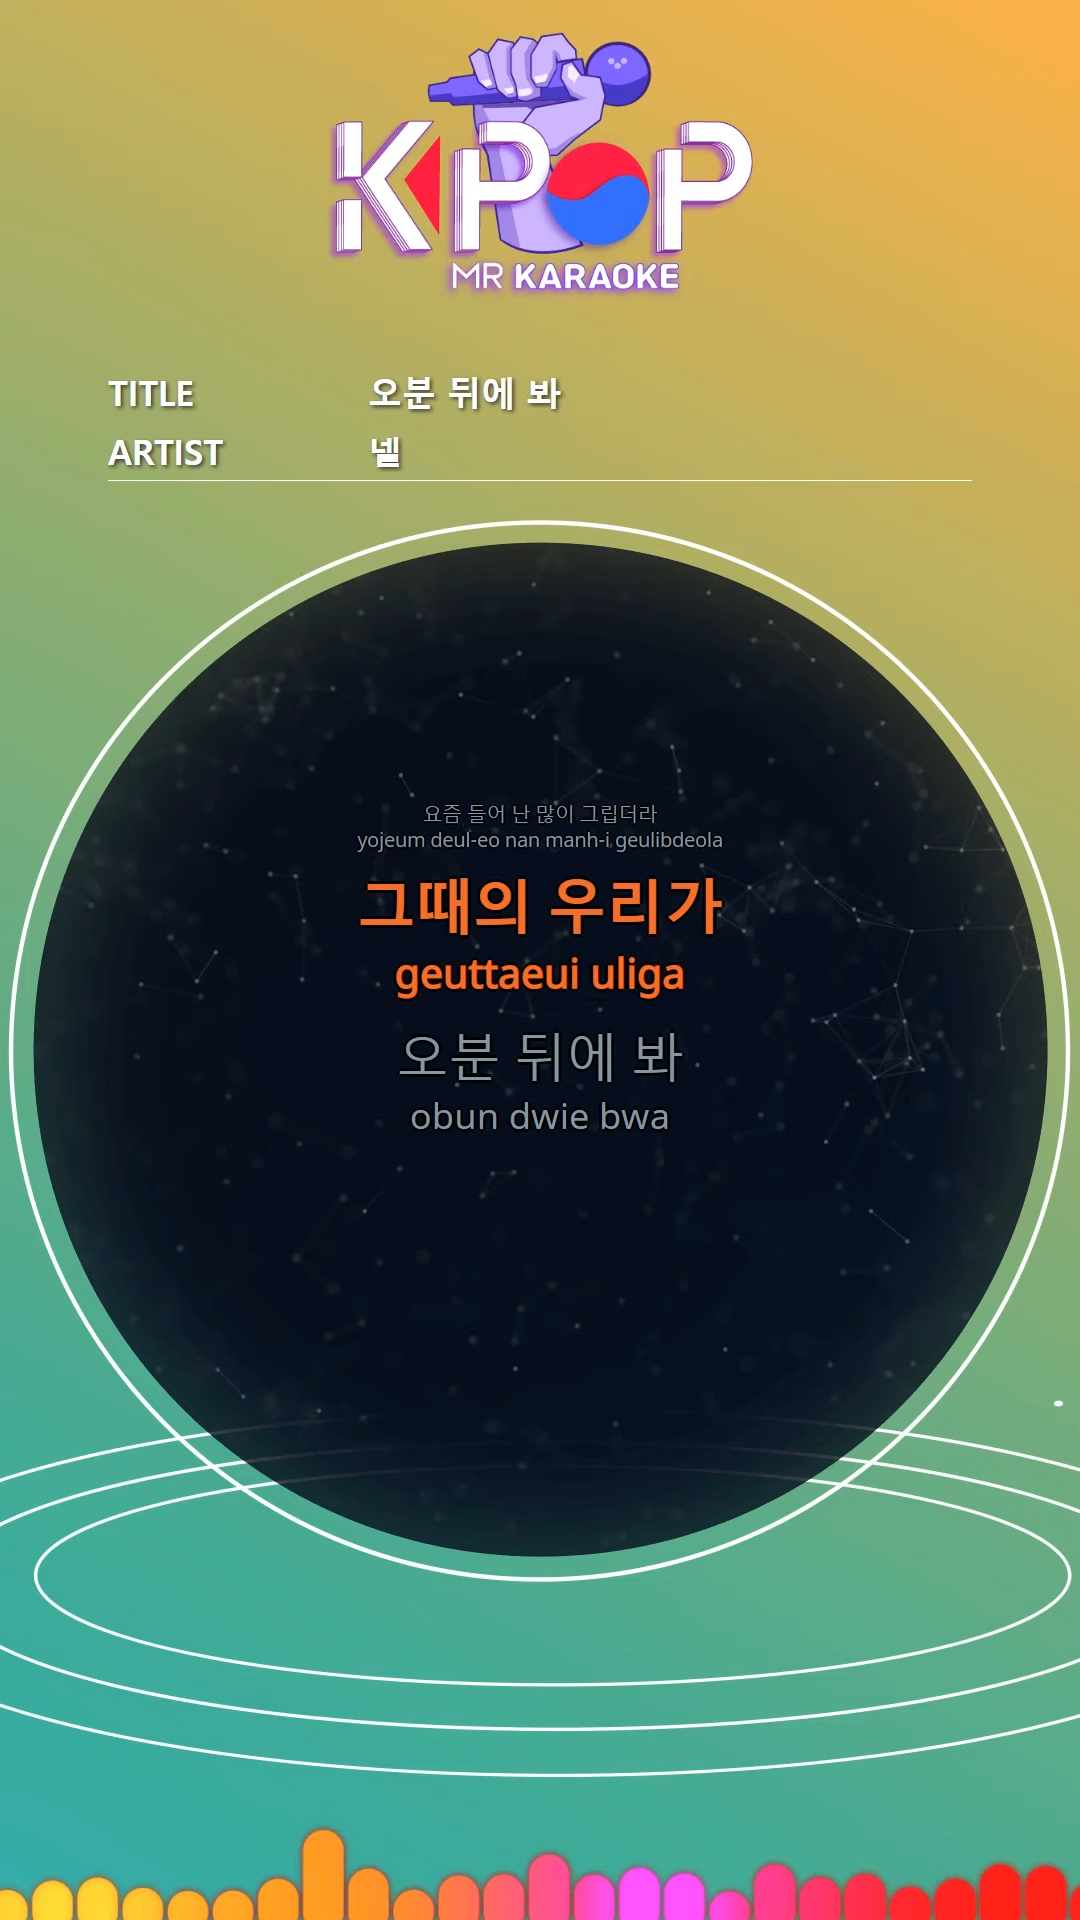 KPOP
MR KARAOKE
TITLE 오분 뒤에 봐
ARTIST 넬
요즘 들어 난 많이 그립더라
yojeum deul-eo nan manh-i geulibdeola
그때의 우리가
geuttaeui uliga
오분 뒤에 봐
obun dwie bwa